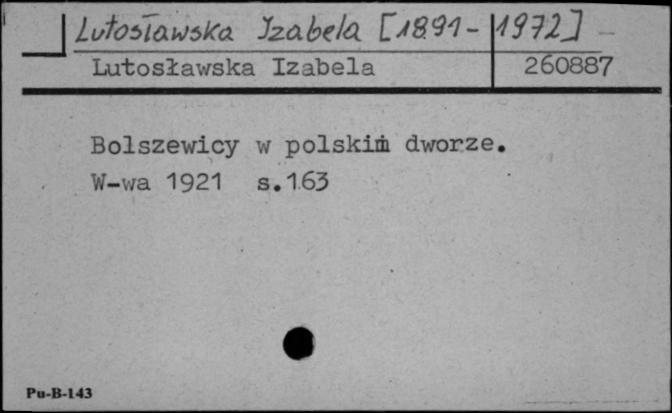 Lutosławska Izabela [1891-1972]
Lutosławska Izabela 260887
Bolszewicy w polskim dworze.
W-wa 1921 s.163
Pu-B-143